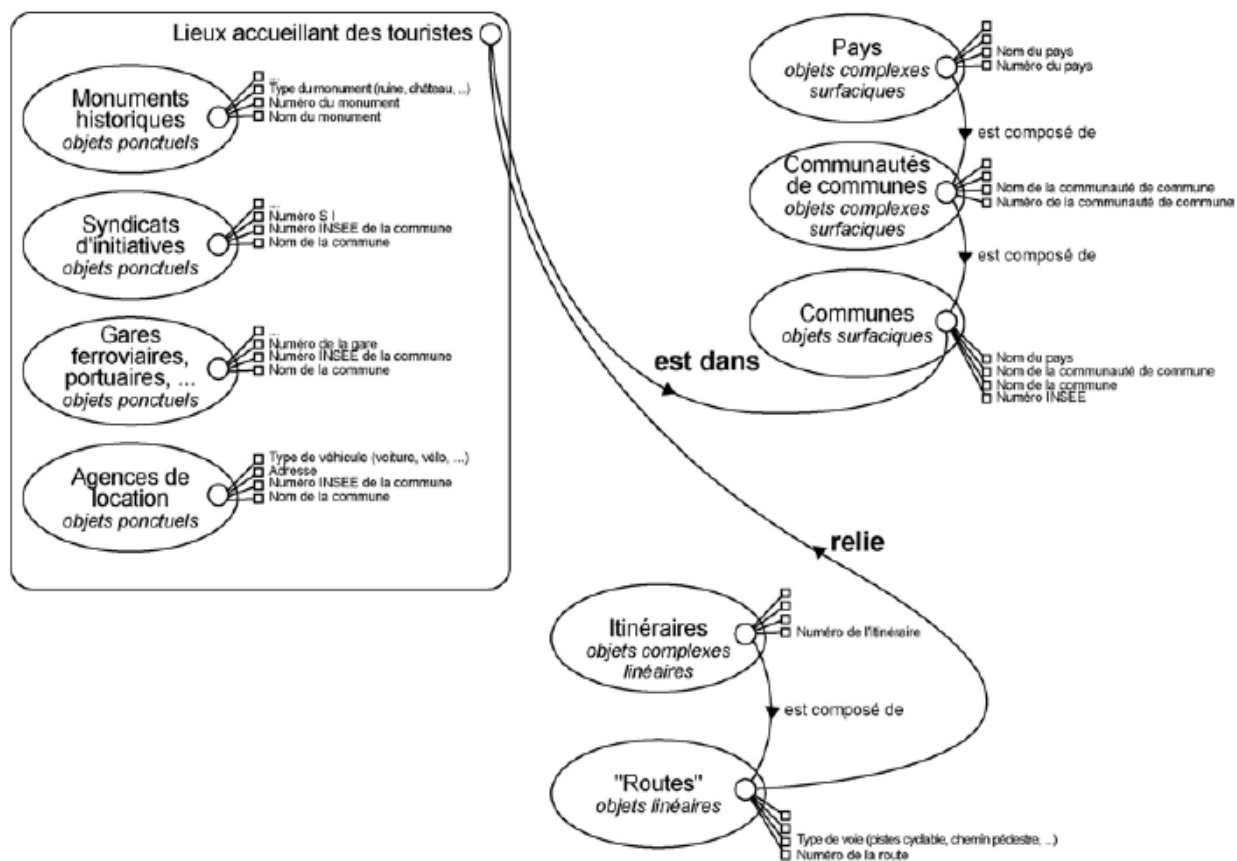 Lieux accueillant des touristes
Monuments
historiques
objets ponctuels
...
Type du monument (ruine, château, ...)
Numéro du monument
Nom du monument
Syndicats
d'initiatives
objets ponctuels
...
Numéro S I
Numéro INSEE de la commune
Nom de la commune
Gares
ferroviaires,
portuaires, ...
objets ponctuels
...
Numéro de la gare
Numéro INSEE de la commune
Nom de la commune
Agences de
location
objets ponctuels
Type de véhicule (voiture, vélo, ...)
Adresse
Numéro INSEE de la commune
Nom de la commune
Pays
objets complexes
surfaciques
Nom du pays
Numéro du pays
est composé de
Communautés
de communes
objets complexes
surfaciques
Nom de la communauté de commune
Numéro de la communauté de commune
est composé de
Communes
objets surfaciques
Nom du pays
Nom de la communauté de commune
Nom de la commune
Numéro INSEE
est dans
relie
Itinéraires
objets complexes
linéaires
Numéro de l'itinéraire
est composé de
"Routes"
objets linéaires
Type de voie (pistes cyclable, chemin pédestre, ...)
Numéro de la route